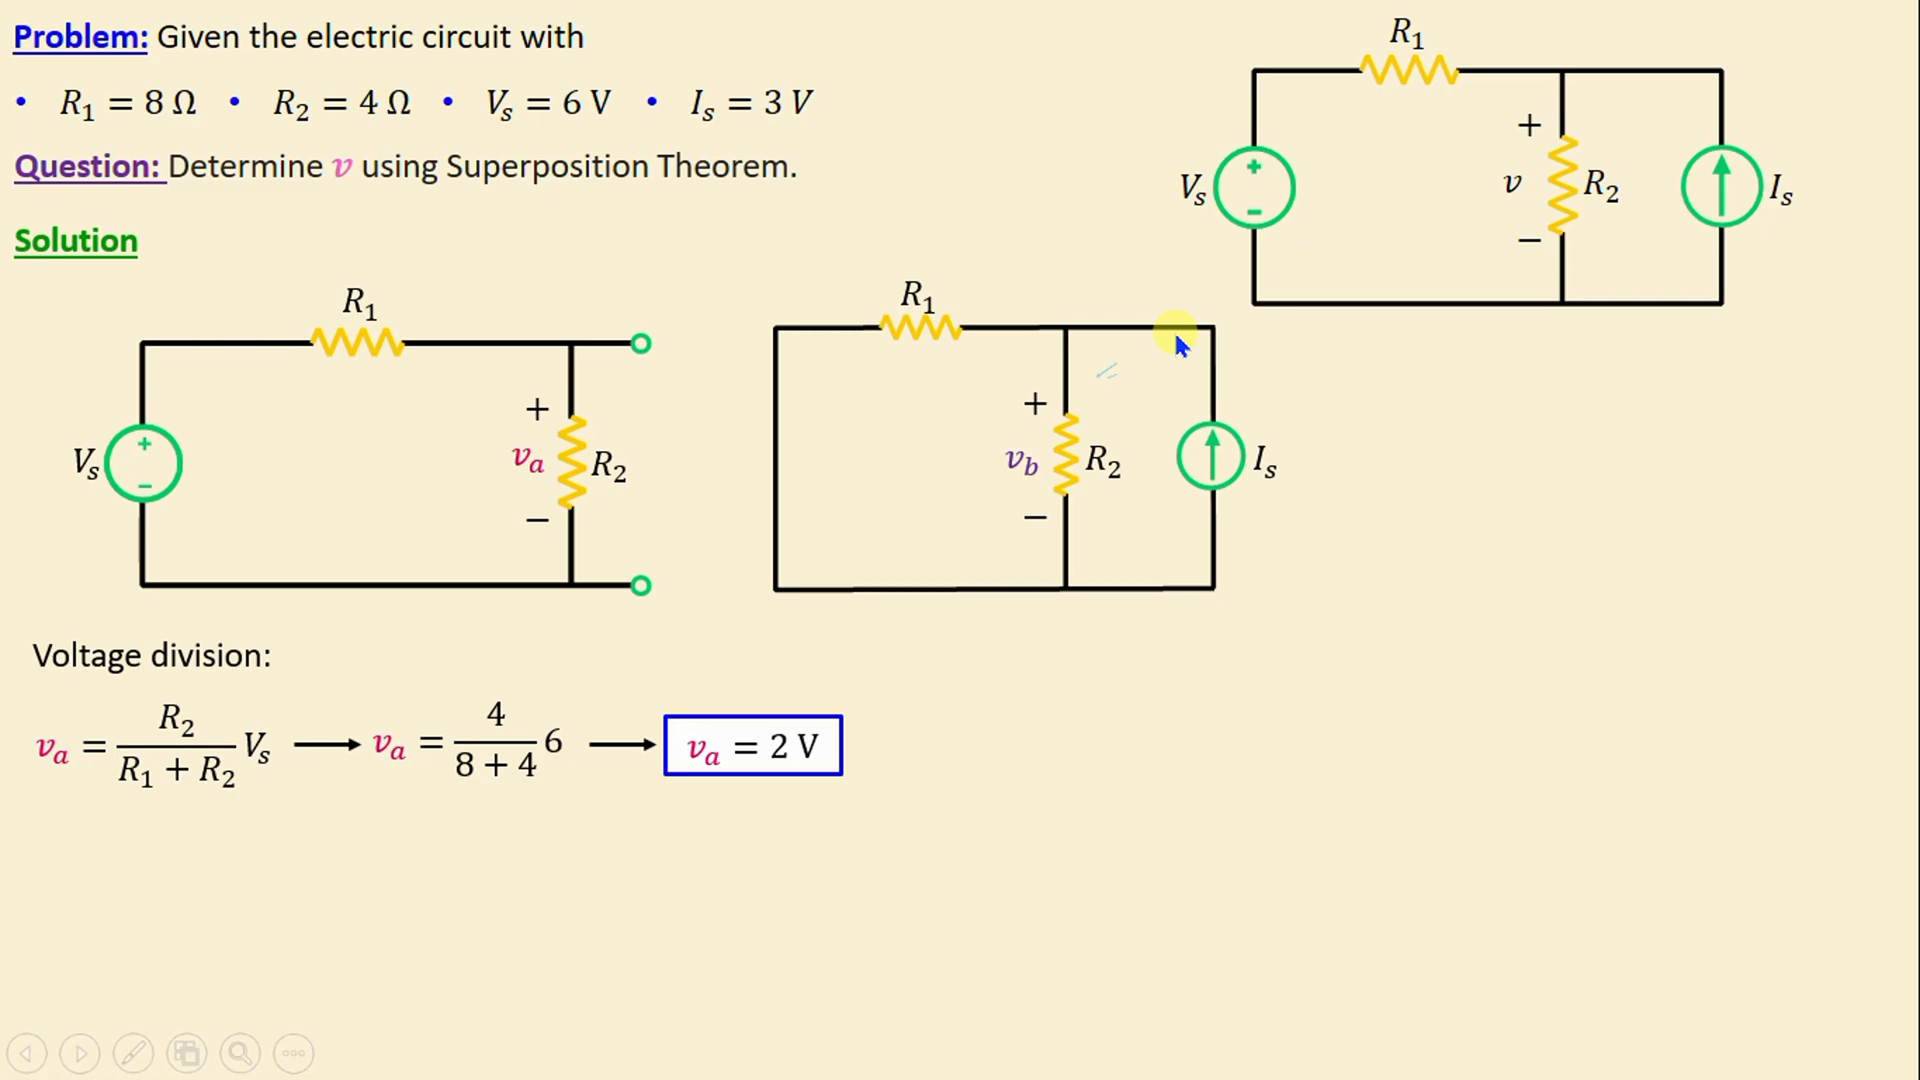 Problem: Given the electric circuit with
• R₁ = 8 Ω • R₂ = 4 Ω • Vₛ = 6 V • Iₛ = 3 V
Question: Determine v using Superposition Theorem.
Solution
R₁
+
v
−
R₂
Vₛ
+
−
Iₛ
R₁
+
vₐ
−
R₂
Vₛ
+
−
R₁
+
v_b
−
R₂
Iₛ
Voltage division:
vₐ = R₂ / (R₁ + R₂) Vₛ ⟶ vₐ = 4 / (8 + 4) 6 ⟶ vₐ = 2 V